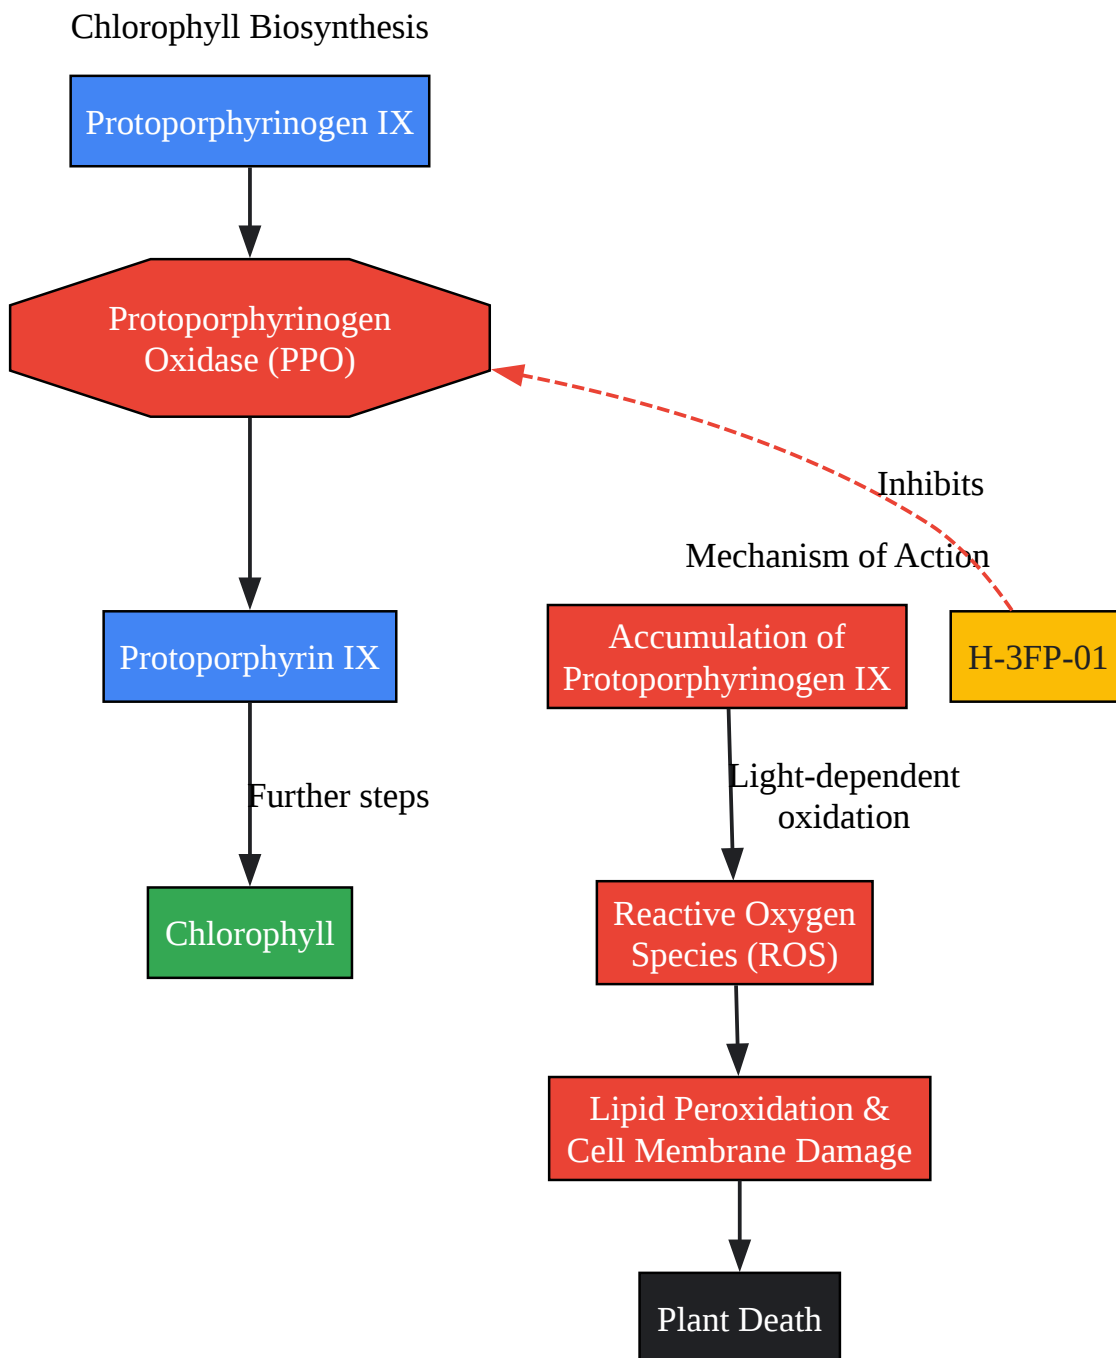 Chlorophyll Biosynthesis
Protoporphyrinogen IX
Protoporphyrinogen
Oxidase (PPO)
Inhibits
Mechanism of Action
Protoporphyrin IX
Accumulation of
Protoporphyrinogen IX
H-3FP-01
Further steps
Light-dependent
oxidation
Chlorophyll
Reactive Oxygen
Species (ROS)
Lipid Peroxidation &
Cell Membrane Damage
Plant Death